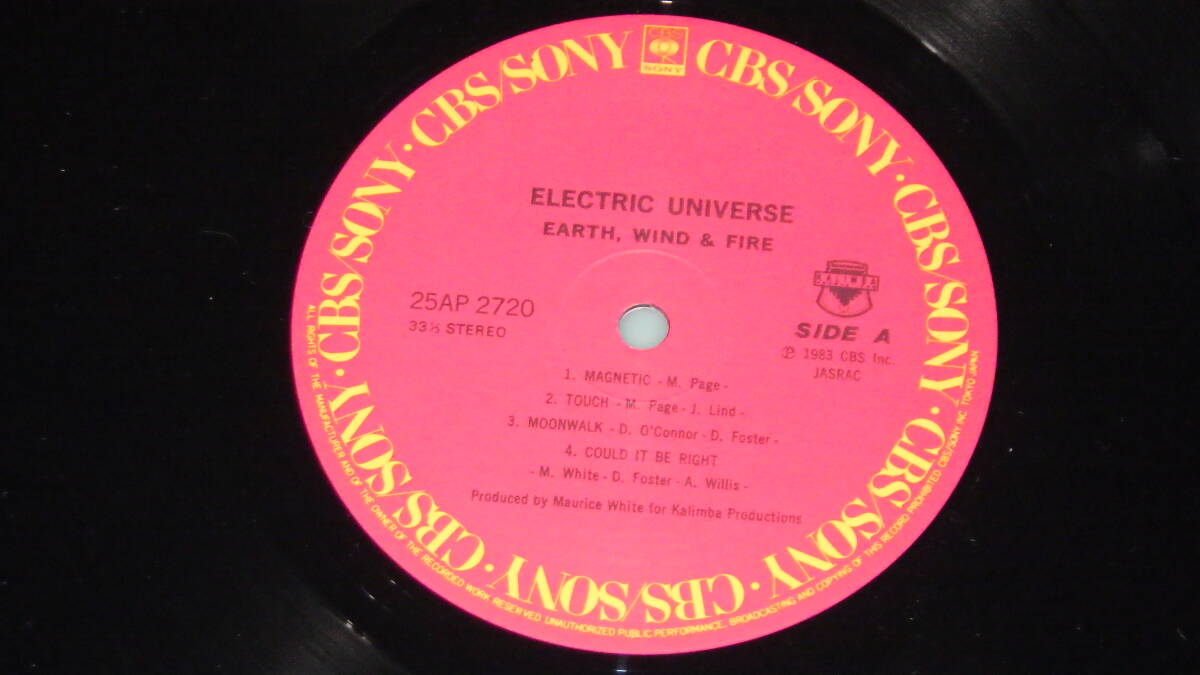 CBS
SONY
CBS/SONY · CBS/SONY · CBS/SONY · CBS/SONY · CBS/SONY · CBS/SONY · CBS/SONY · CBS/SONY
ELECTRIC UNIVERSE
EARTH, WIND & FIRE
25AP 2720
33⅓ STEREO
SIDE A
Ⓟ 1983 CBS Inc.
JASRAC
1. MAGNETIC - M. Page -
2. TOUCH - M. Page - J. Lind -
3. MOONWALK - D. O'Connor - D. Foster -
4. COULD IT BE RIGHT
- M. White - D. Foster - A. Willis -
Produced by Maurice White for Kalimba Productions
ALL RIGHTS OF THE MANUFACTURER AND OF THE OWNER OF THE RECORDED WORK RESERVED. UNAUTHORIZED PUBLIC PERFORMANCE, BROADCASTING AND COPYING OF THIS RECORD PROHIBITED CBS/SONY INC. TOKYO JAPAN